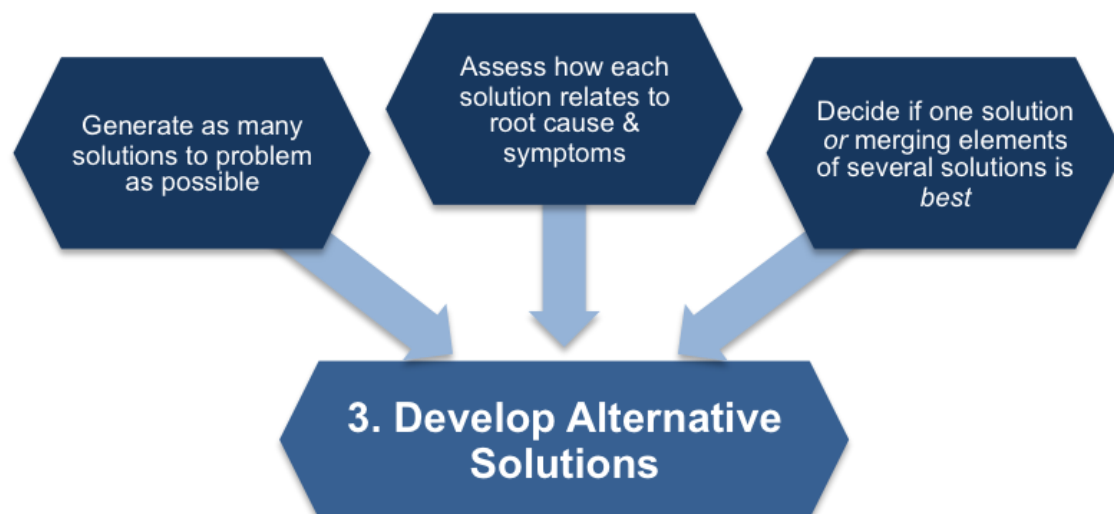 Generate as many
solutions to problem
as possible
Assess how each
solution relates to
root cause &
symptoms
Decide if one solution
or merging elements
of several solutions is
best
3. Develop Alternative
Solutions